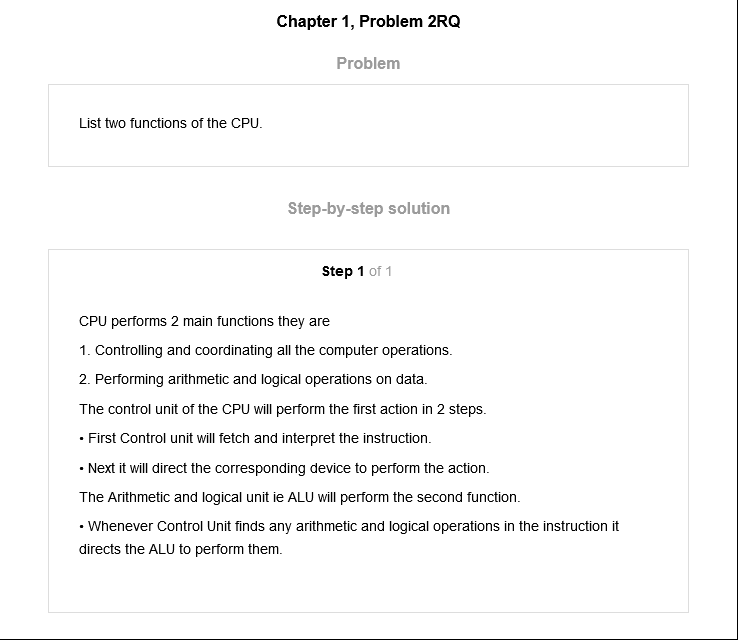 Chapter 1, Problem 2RQ
Problem
List two functions of the CPU.
Step-by-step solution
Step 1 of 1
CPU performs 2 main functions they are
1. Controlling and coordinating all the computer operations.
2. Performing arithmetic and logical operations on data.
The control unit of the CPU will perform the first action in 2 steps.
• First Control unit will fetch and interpret the instruction.
• Next it will direct the corresponding device to perform the action.
The Arithmetic and logical unit ie ALU will perform the second function.
• Whenever Control Unit finds any arithmetic and logical operations in the instruction it
directs the ALU to perform them.